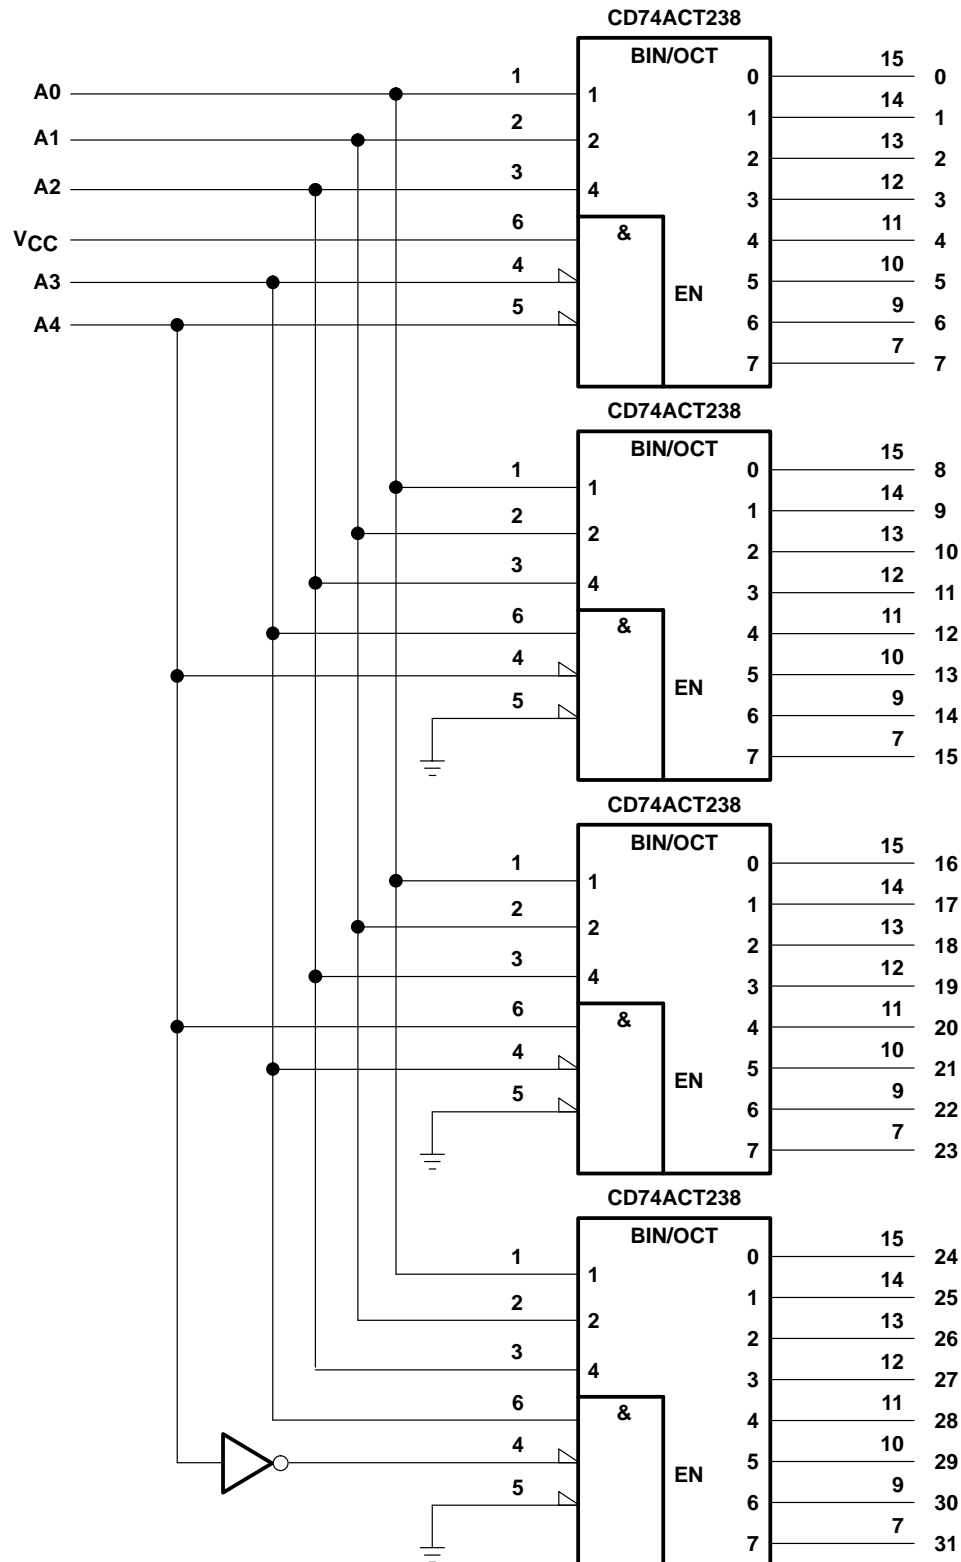 CD74ACT238
BIN/OCT
A0 1 1 0 15 0
1 14 1
A1 2 2 2 13 2
A2 3 4 3 12 3
VCC 6 & 4 11 4
A3 4 EN 5 10 5
A4 5 6 9 6
7 7 7
CD74ACT238
BIN/OCT
1 1 0 15 8
1 14 9
2 2 2 13 10
3 4 3 12 11
6 & 4 11 12
4 EN 5 10 13
5 6 9 14
7 7 15
CD74ACT238
BIN/OCT
1 1 0 15 16
1 14 17
2 2 2 13 18
3 4 3 12 19
6 & 4 11 20
4 EN 5 10 21
5 6 9 22
7 7 23
CD74ACT238
BIN/OCT
1 1 0 15 24
1 14 25
2 2 2 13 26
3 4 3 12 27
6 & 4 11 28
4 EN 5 10 29
5 6 9 30
7 7 31